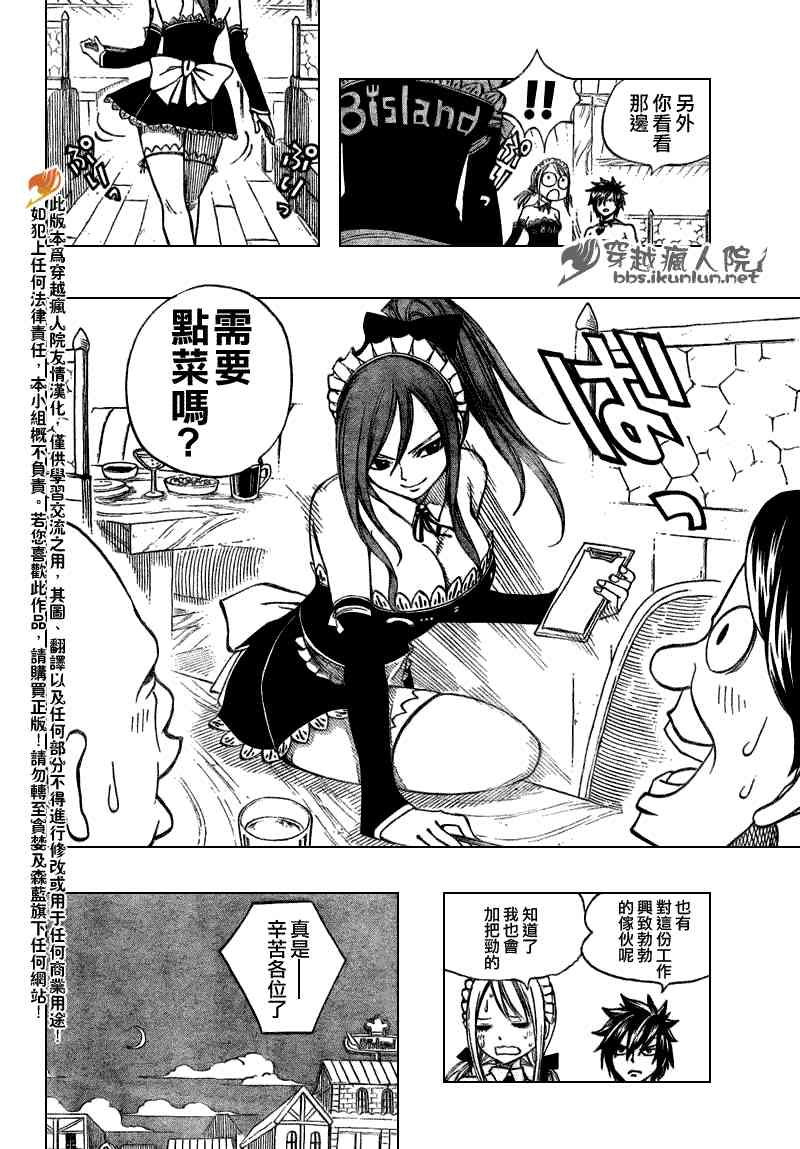 另外
你看看
那邊
!!
8island
ぷりっ
ぷりっ
穿越瘋人院
bbs.ikunlun.net
需要
點菜嗎？
也有
對這份工作
興致勃勃
的傢伙呢
知道了
我也會
加把勁的
真是——
辛苦各位了
8island
此版本爲穿越瘋人院友情漢化，僅供學習交流之用，其圖、翻譯以及任何部分不得進行修改或用于任何商業用途！
如犯上任何法律責任，本小組概不負責。若您喜歡此作品，請購買正版！請勿轉至貪婪及森藍旗下任何網站！